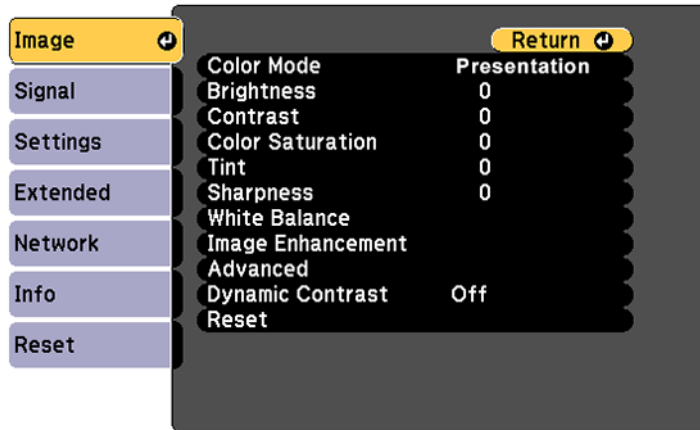 Image
Signal
Settings
Extended
Network
Info
Reset
Return
Color Mode Presentation
Brightness 0
Contrast 0
Color Saturation 0
Tint 0
Sharpness 0
White Balance
Image Enhancement
Advanced
Dynamic Contrast Off
Reset